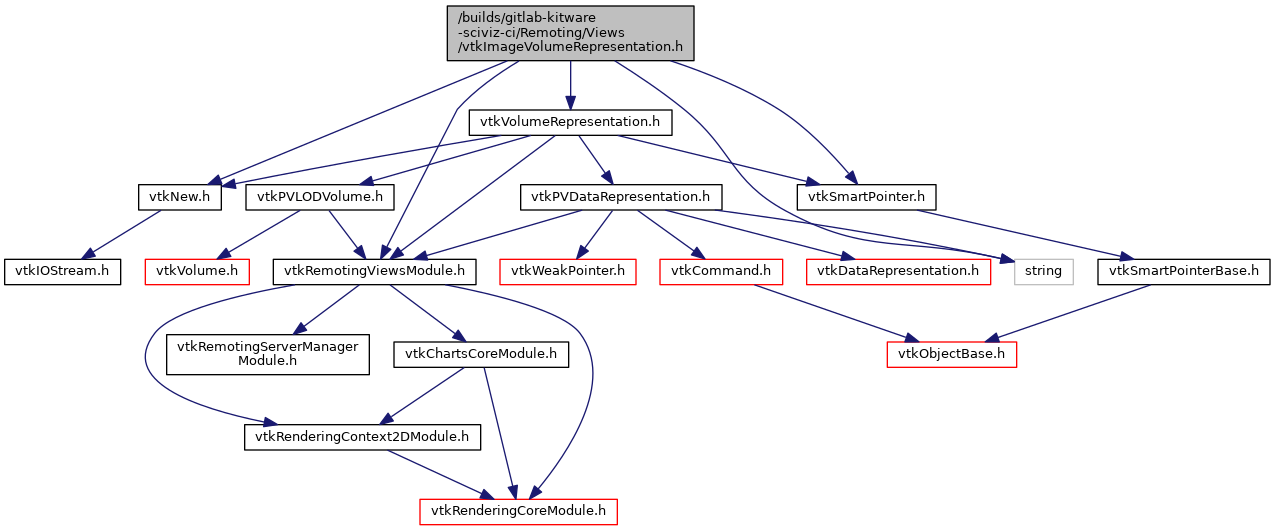 /builds/gitlab-kitware
-sciviz-ci/Remoting/Views
/vtkImageVolumeRepresentation.h
vtkVolumeRepresentation.h
vtkNew.h
vtkPVLODVolume.h
vtkPVDataRepresentation.h
vtkSmartPointer.h
vtkIOStream.h
vtkVolume.h
vtkRemotingViewsModule.h
vtkWeakPointer.h
vtkCommand.h
vtkDataRepresentation.h
string
vtkSmartPointerBase.h
vtkRemotingServerManager
Module.h
vtkChartsCoreModule.h
vtkObjectBase.h
vtkRenderingContext2DModule.h
vtkRenderingCoreModule.h